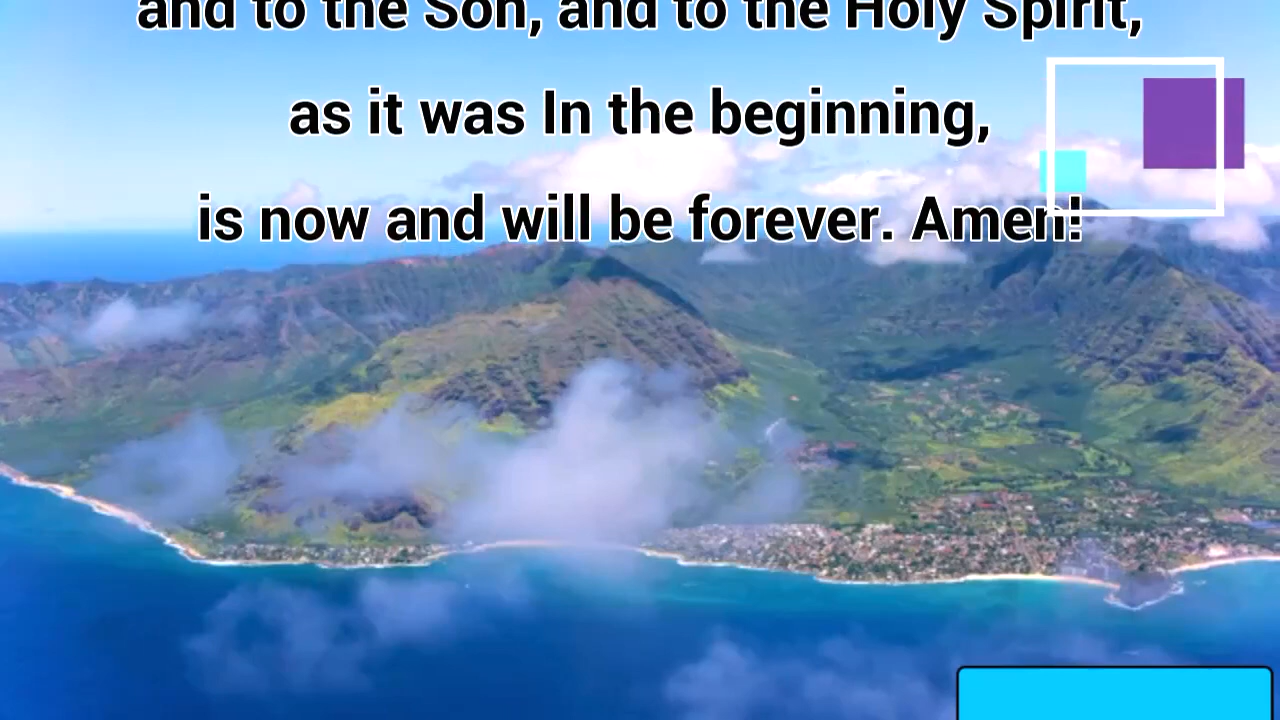 and to the Son, and to the Holy Spirit,
as it was In the beginning,
is now and will be forever. Amen!